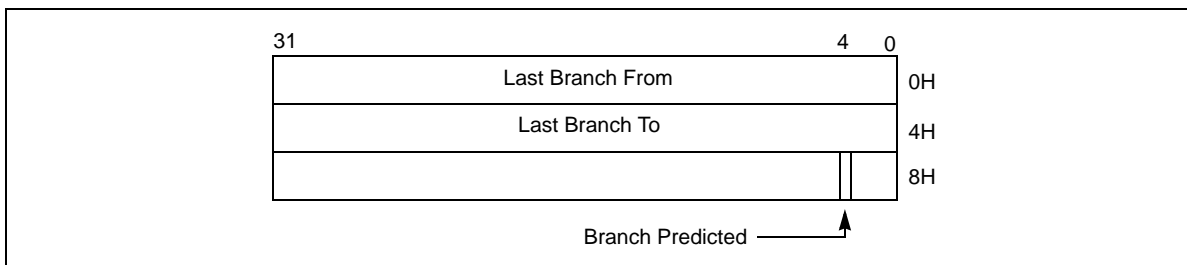 31 4 0
Last Branch From 0H
Last Branch To 4H
8H
Branch Predicted